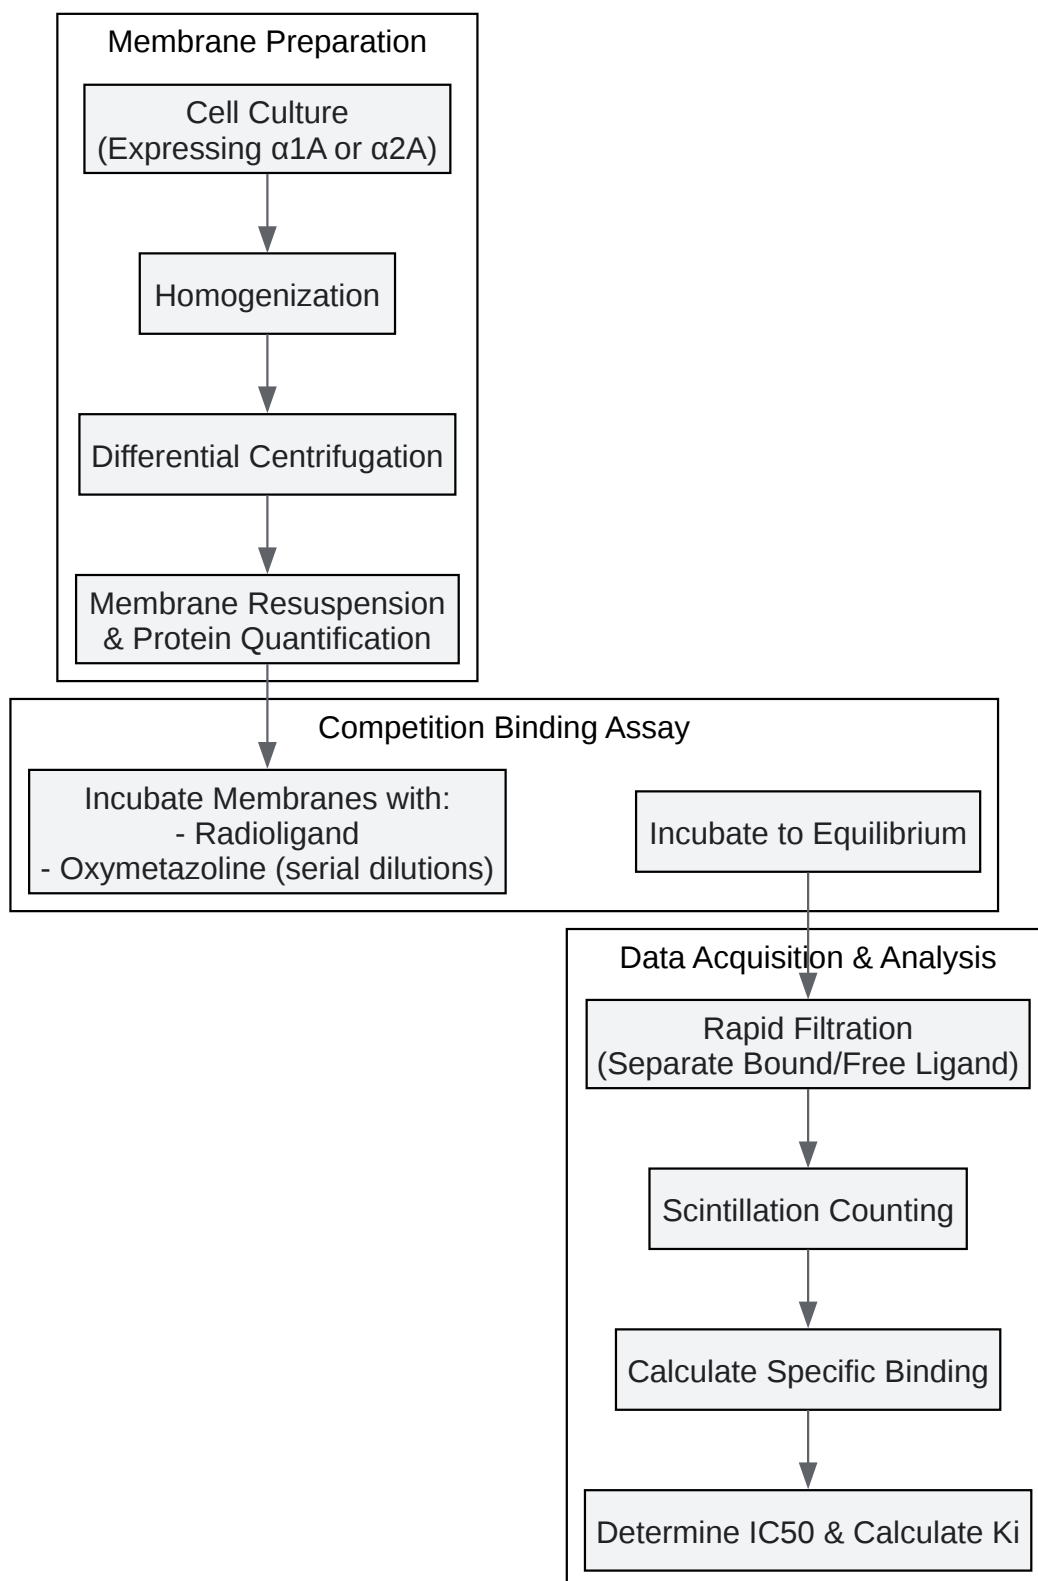 Membrane Preparation
Cell Culture
(Expressing α1A or α2A)
Homogenization
Differential Centrifugation
Membrane Resuspension
& Protein Quantification
Competition Binding Assay
Incubate Membranes with:
- Radioligand
- Oxymetazoline (serial dilutions)
Incubate to Equilibrium
Data Acquisition & Analysis
Rapid Filtration
(Separate Bound/Free Ligand)
Scintillation Counting
Calculate Specific Binding
Determine IC50 & Calculate Ki